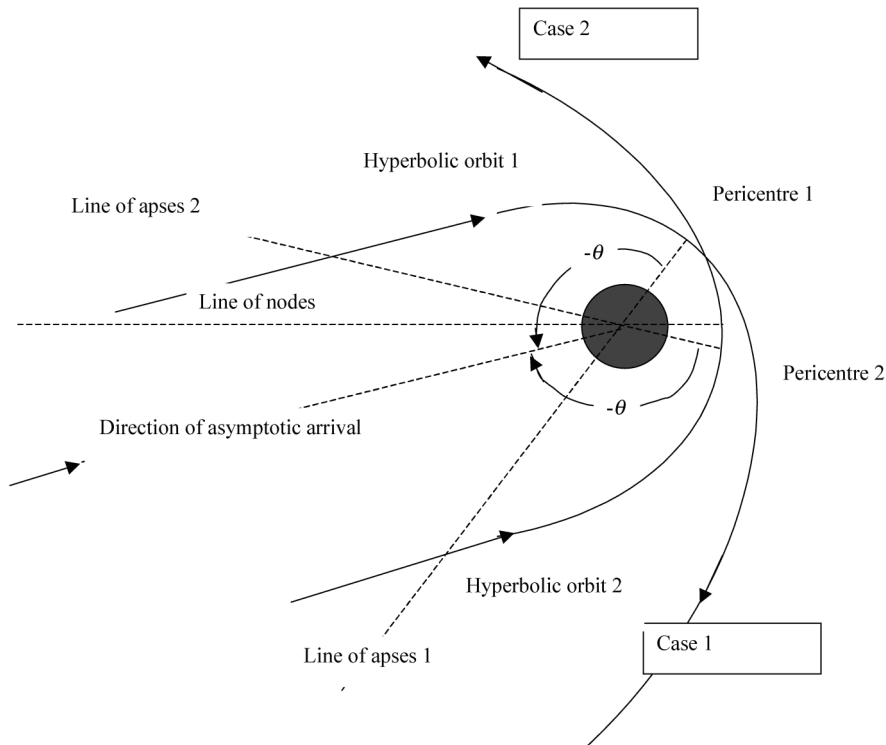 Case 2
Hyperbolic orbit 1
Pericentre 1
Line of apses 2
-θ
Line of nodes
Pericentre 2
-θ
Direction of asymptotic arrival
Hyperbolic orbit 2
Case 1
Line of apses 1